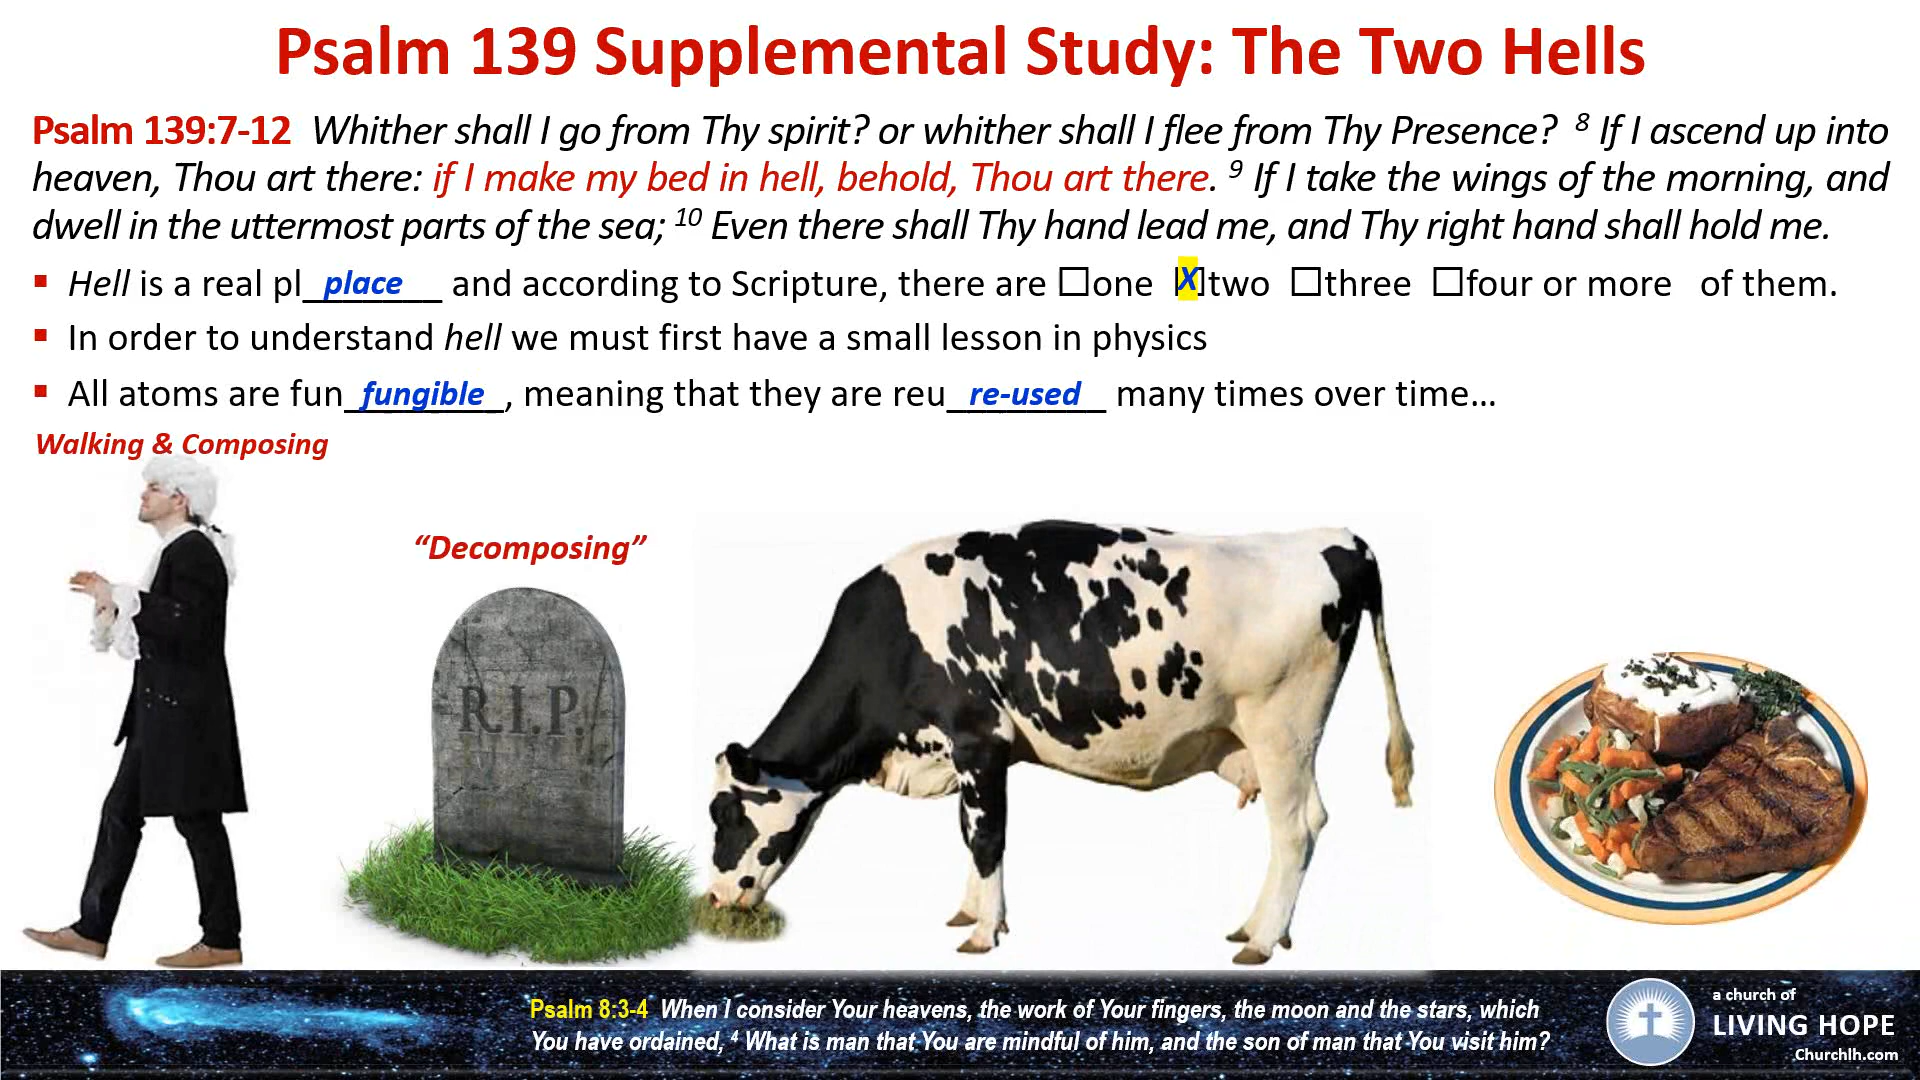 Psalm 139 Supplemental Study: The Two Hells
Psalm 139:7-12 Whither shall I go from Thy spirit? or whither shall I flee from Thy Presence? 8 If I ascend up into
heaven, Thou art there: if I make my bed in hell, behold, Thou art there. 9 If I take the wings of the morning, and
dwell in the uttermost parts of the sea; 10 Even there shall Thy hand lead me, and Thy right hand shall hold me.
▪ Hell is a real pl_place__ and according to Scripture, there are ☐one ☒two ☐three ☐four or more of them.
▪ In order to understand hell we must first have a small lesson in physics
▪ All atoms are fun_fungible_, meaning that they are reu_re-used_ many times over time…
Walking & Composing
“Decomposing”
R.I.P.
Psalm 8:3-4 When I consider Your heavens, the work of Your fingers, the moon and the stars, which
You have ordained, 4 What is man that You are mindful of him, and the son of man that You visit him?
a church of
LIVING HOPE
Churchlh.com